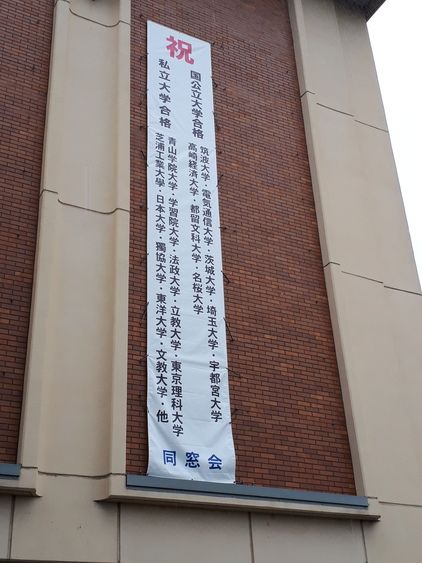 祝
国公立大学合格
筑波大学・電気通信大学・茨城大学・埼玉大学・宇都宮大学
高崎経済大学・都留文科大学・名桜大学
私立大学合格
青山学院大学・学習院大学・法政大学・立教大学・東京理科大学
芝浦工業大學・日本大学・獨協大学・東洋大学・文教大学・他
同窓会